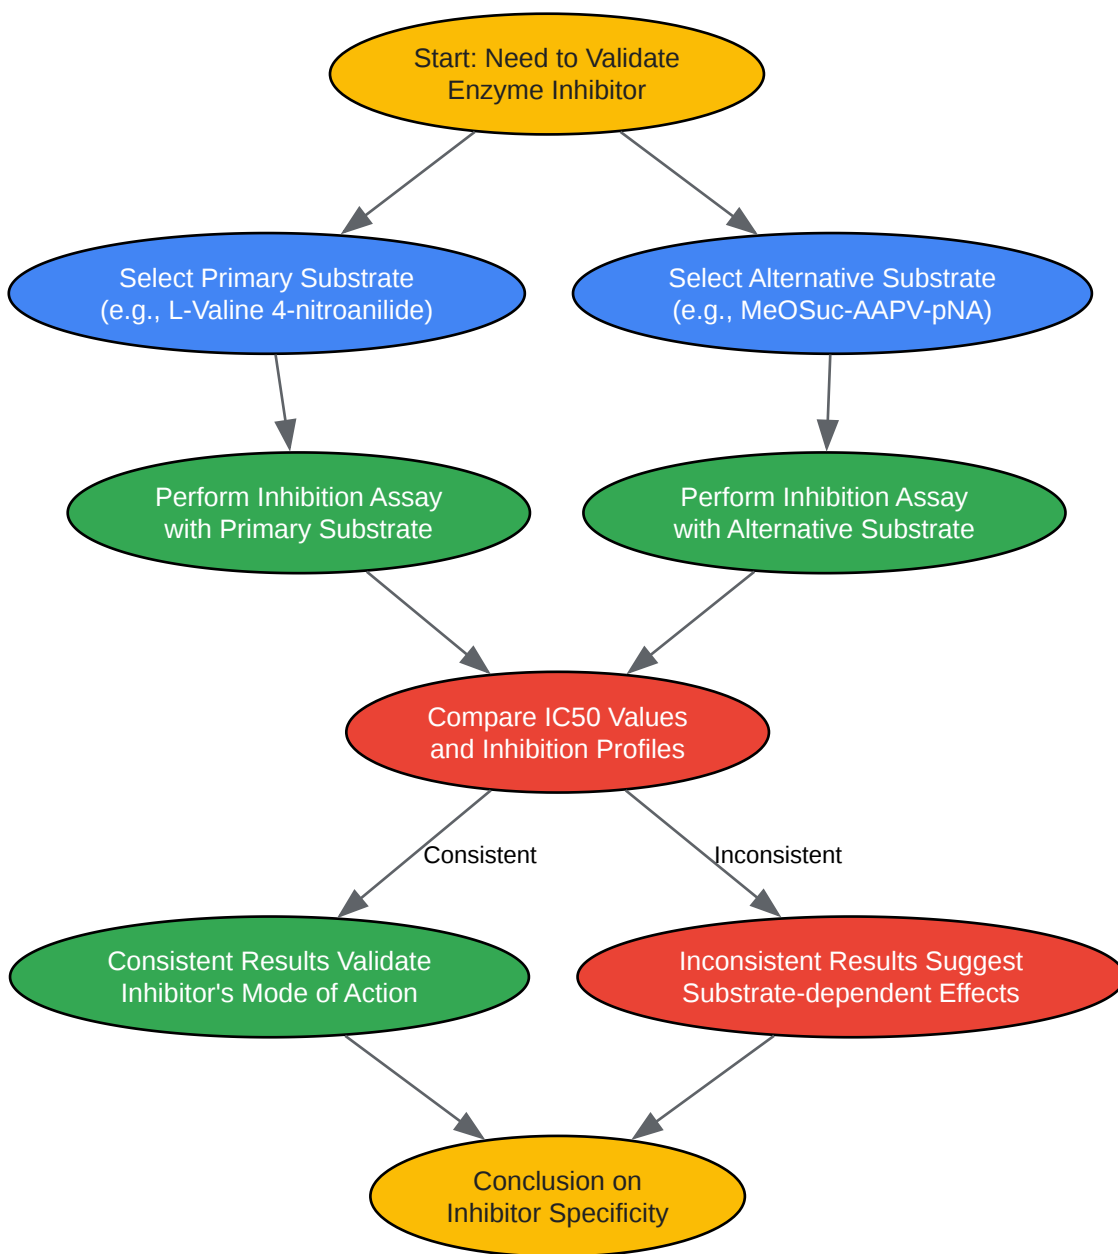 Start: Need to Validate
Enzyme Inhibitor
Select Primary Substrate
(e.g., L-Valine 4-nitroanilide)
Select Alternative Substrate
(e.g., MeOSuc-AAPV-pNA)
Perform Inhibition Assay
with Primary Substrate
Perform Inhibition Assay
with Alternative Substrate
Compare IC50 Values
and Inhibition Profiles
Consistent
Inconsistent
Consistent Results Validate
Inhibitor's Mode of Action
Inconsistent Results Suggest
Substrate-dependent Effects
Conclusion on
Inhibitor Specificity